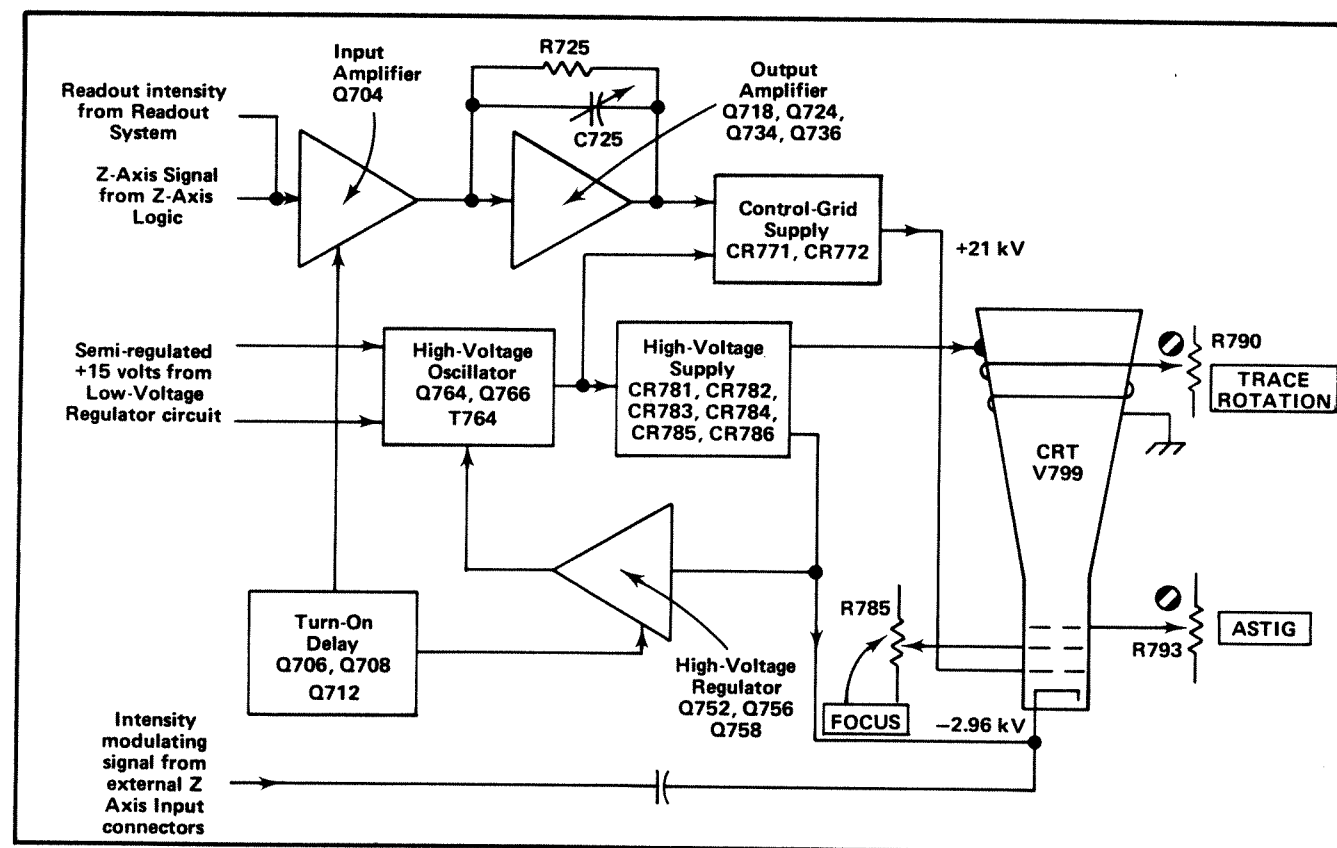 Readout intensity
from Readout
System
Z-Axis Signal
from Z-Axis
Logic
Input
Amplifier
Q704
R725
C725
Output
Amplifier
Q718, Q724,
Q734, Q736
Control-Grid
Supply
CR771, CR772
+21 kV
Semi-regulated
+15 volts from
Low-Voltage
Regulator circuit
High-Voltage
Oscillator
Q764, Q766
T764
High-Voltage
Supply
CR781, CR782,
CR783, CR784,
CR785, CR786
R790
TRACE
ROTATION
CRT
V799
Turn-On
Delay
Q706, Q708
Q712
High-Voltage
Regulator
Q752, Q756
Q758
R785
FOCUS
R793
ASTIG
−2.96 kV
Intensity
modulating
signal from
external Z
Axis Input
connectors